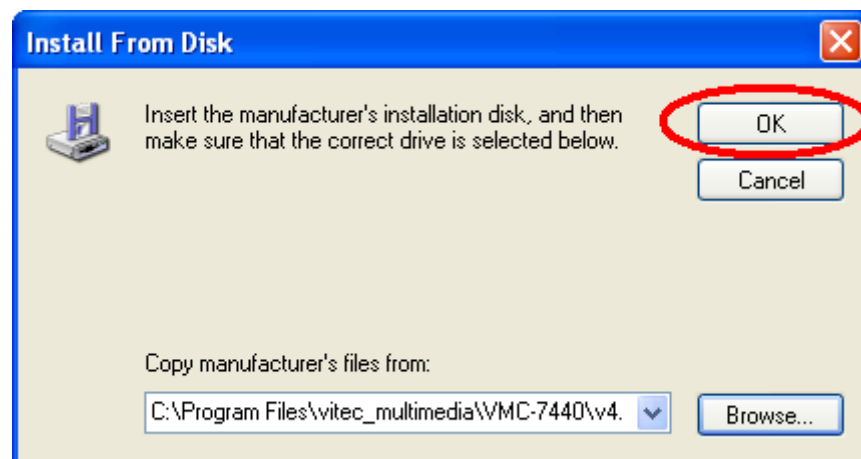 Install From Disk
Insert the manufacturer's installation disk, and then
make sure that the correct drive is selected below.
OK
Cancel
Copy manufacturer's files from:
C:\Program Files\vitec_multimedia\VMC-7440\v4.
Browse...